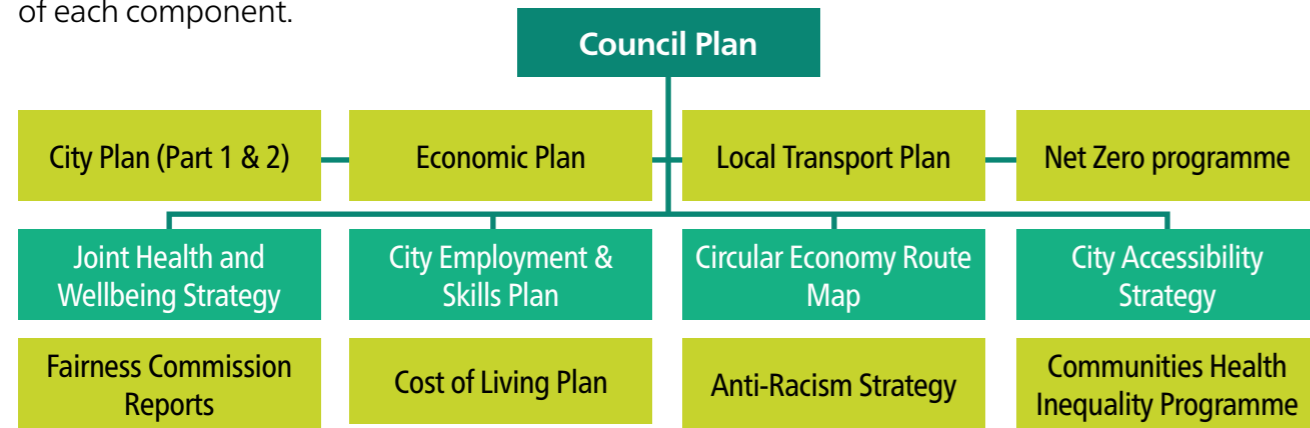 of each component.
Council Plan
City Plan (Part 1 & 2)
Economic Plan
Local Transport Plan
Net Zero programme
Joint Health and
Wellbeing Strategy
City Employment &
Skills Plan
Circular Economy Route
Map
City Accessibility
Strategy
Fairness Commission
Reports
Cost of Living Plan
Anti-Racism Strategy
Communities Health
Inequality Programme